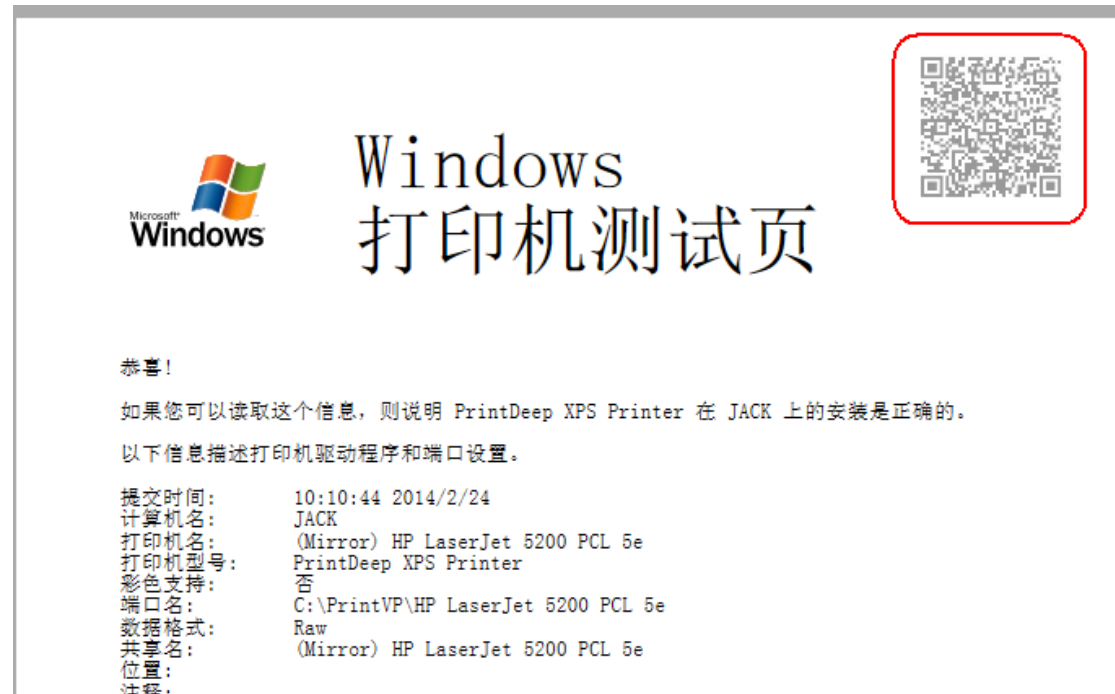 Windows
打印机测试页
Microsoft
Windows
恭喜!
如果您可以读取这个信息，则说明 PrintDeep XPS Printer 在 JACK 上的安装是正确的。
以下信息描述打印机驱动程序和端口设置。
提交时间: 10:10:44 2014/2/24
计算机名: JACK
打印机名: (Mirror) HP LaserJet 5200 PCL 5e
打印机型号: PrintDeep XPS Printer
彩色支持: 否
端口名: C:\PrintVP\HP LaserJet 5200 PCL 5e
数据格式: Raw
共享名: (Mirror) HP LaserJet 5200 PCL 5e
位置:
注释: